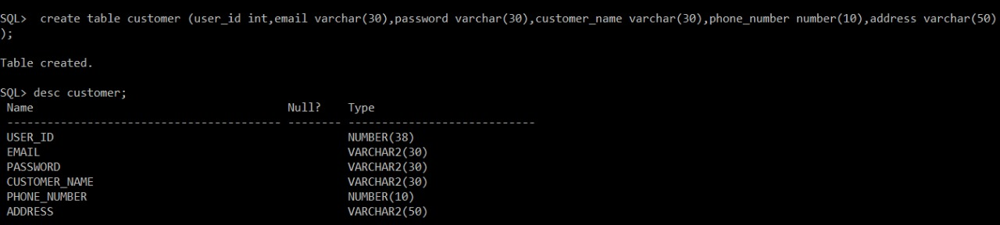 SQL>  create table customer (user_id int,email varchar(30),password varchar(30),customer_name varchar(30),phone_number number(10),address varchar(50)
);
Table created.
SQL> desc customer;
 Name                                      Null?    Type
 ----------------------------------------- -------- ----------------------------
 USER_ID                                            NUMBER(38)
 EMAIL                                              VARCHAR2(30)
 PASSWORD                                           VARCHAR2(30)
 CUSTOMER_NAME                                      VARCHAR2(30)
 PHONE_NUMBER                                       NUMBER(10)
 ADDRESS                                            VARCHAR2(50)